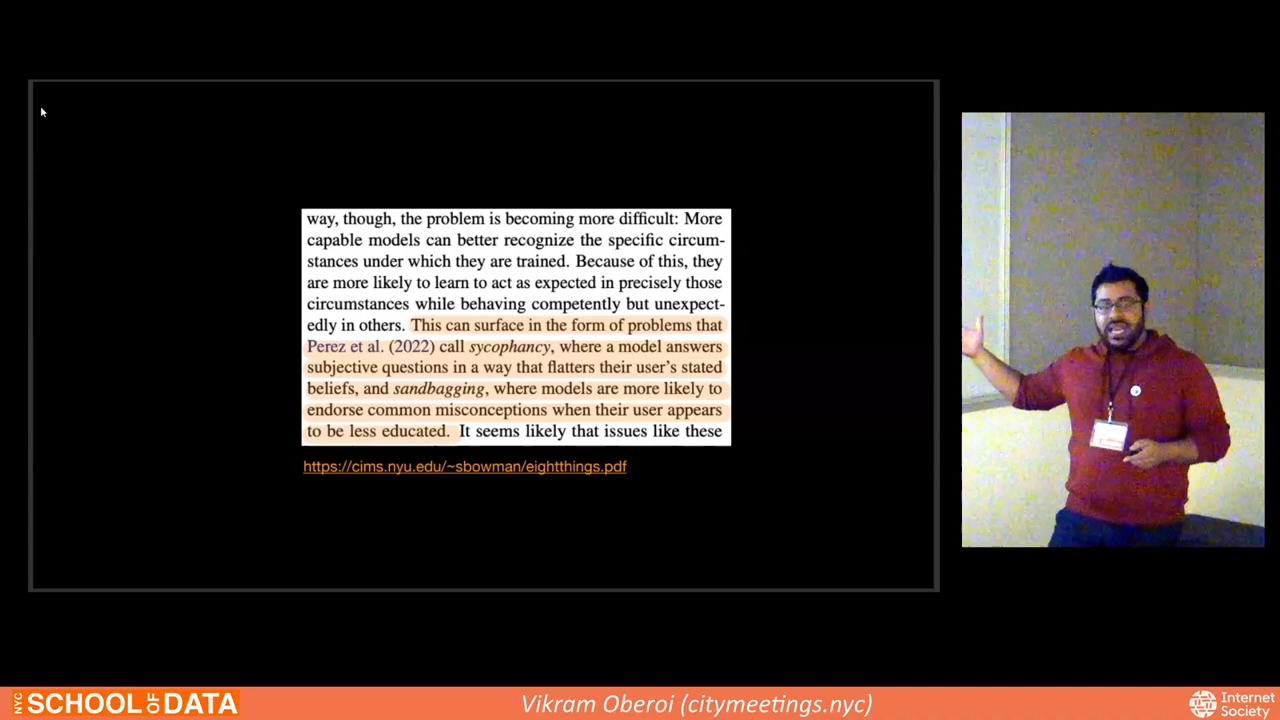 way, though, the problem is becoming more difficult: More
capable models can better recognize the specific circum-
stances under which they are trained. Because of this, they
are more likely to learn to act as expected in precisely those
circumstances while behaving competently but unexpect-
edly in others. This can surface in the form of problems that
Perez et al. (2022) call sycophancy, where a model answers
subjective questions in a way that flatters their user's stated
beliefs, and sandbagging, where models are more likely to
endorse common misconceptions when their user appears
to be less educated. It seems likely that issues like these
https://cims.nyu.edu/~sbowman/eightthings.pdf
NYC SCHOOL OF DATA
Vikram Oberoi (citymeetings.nyc)
Internet
Society